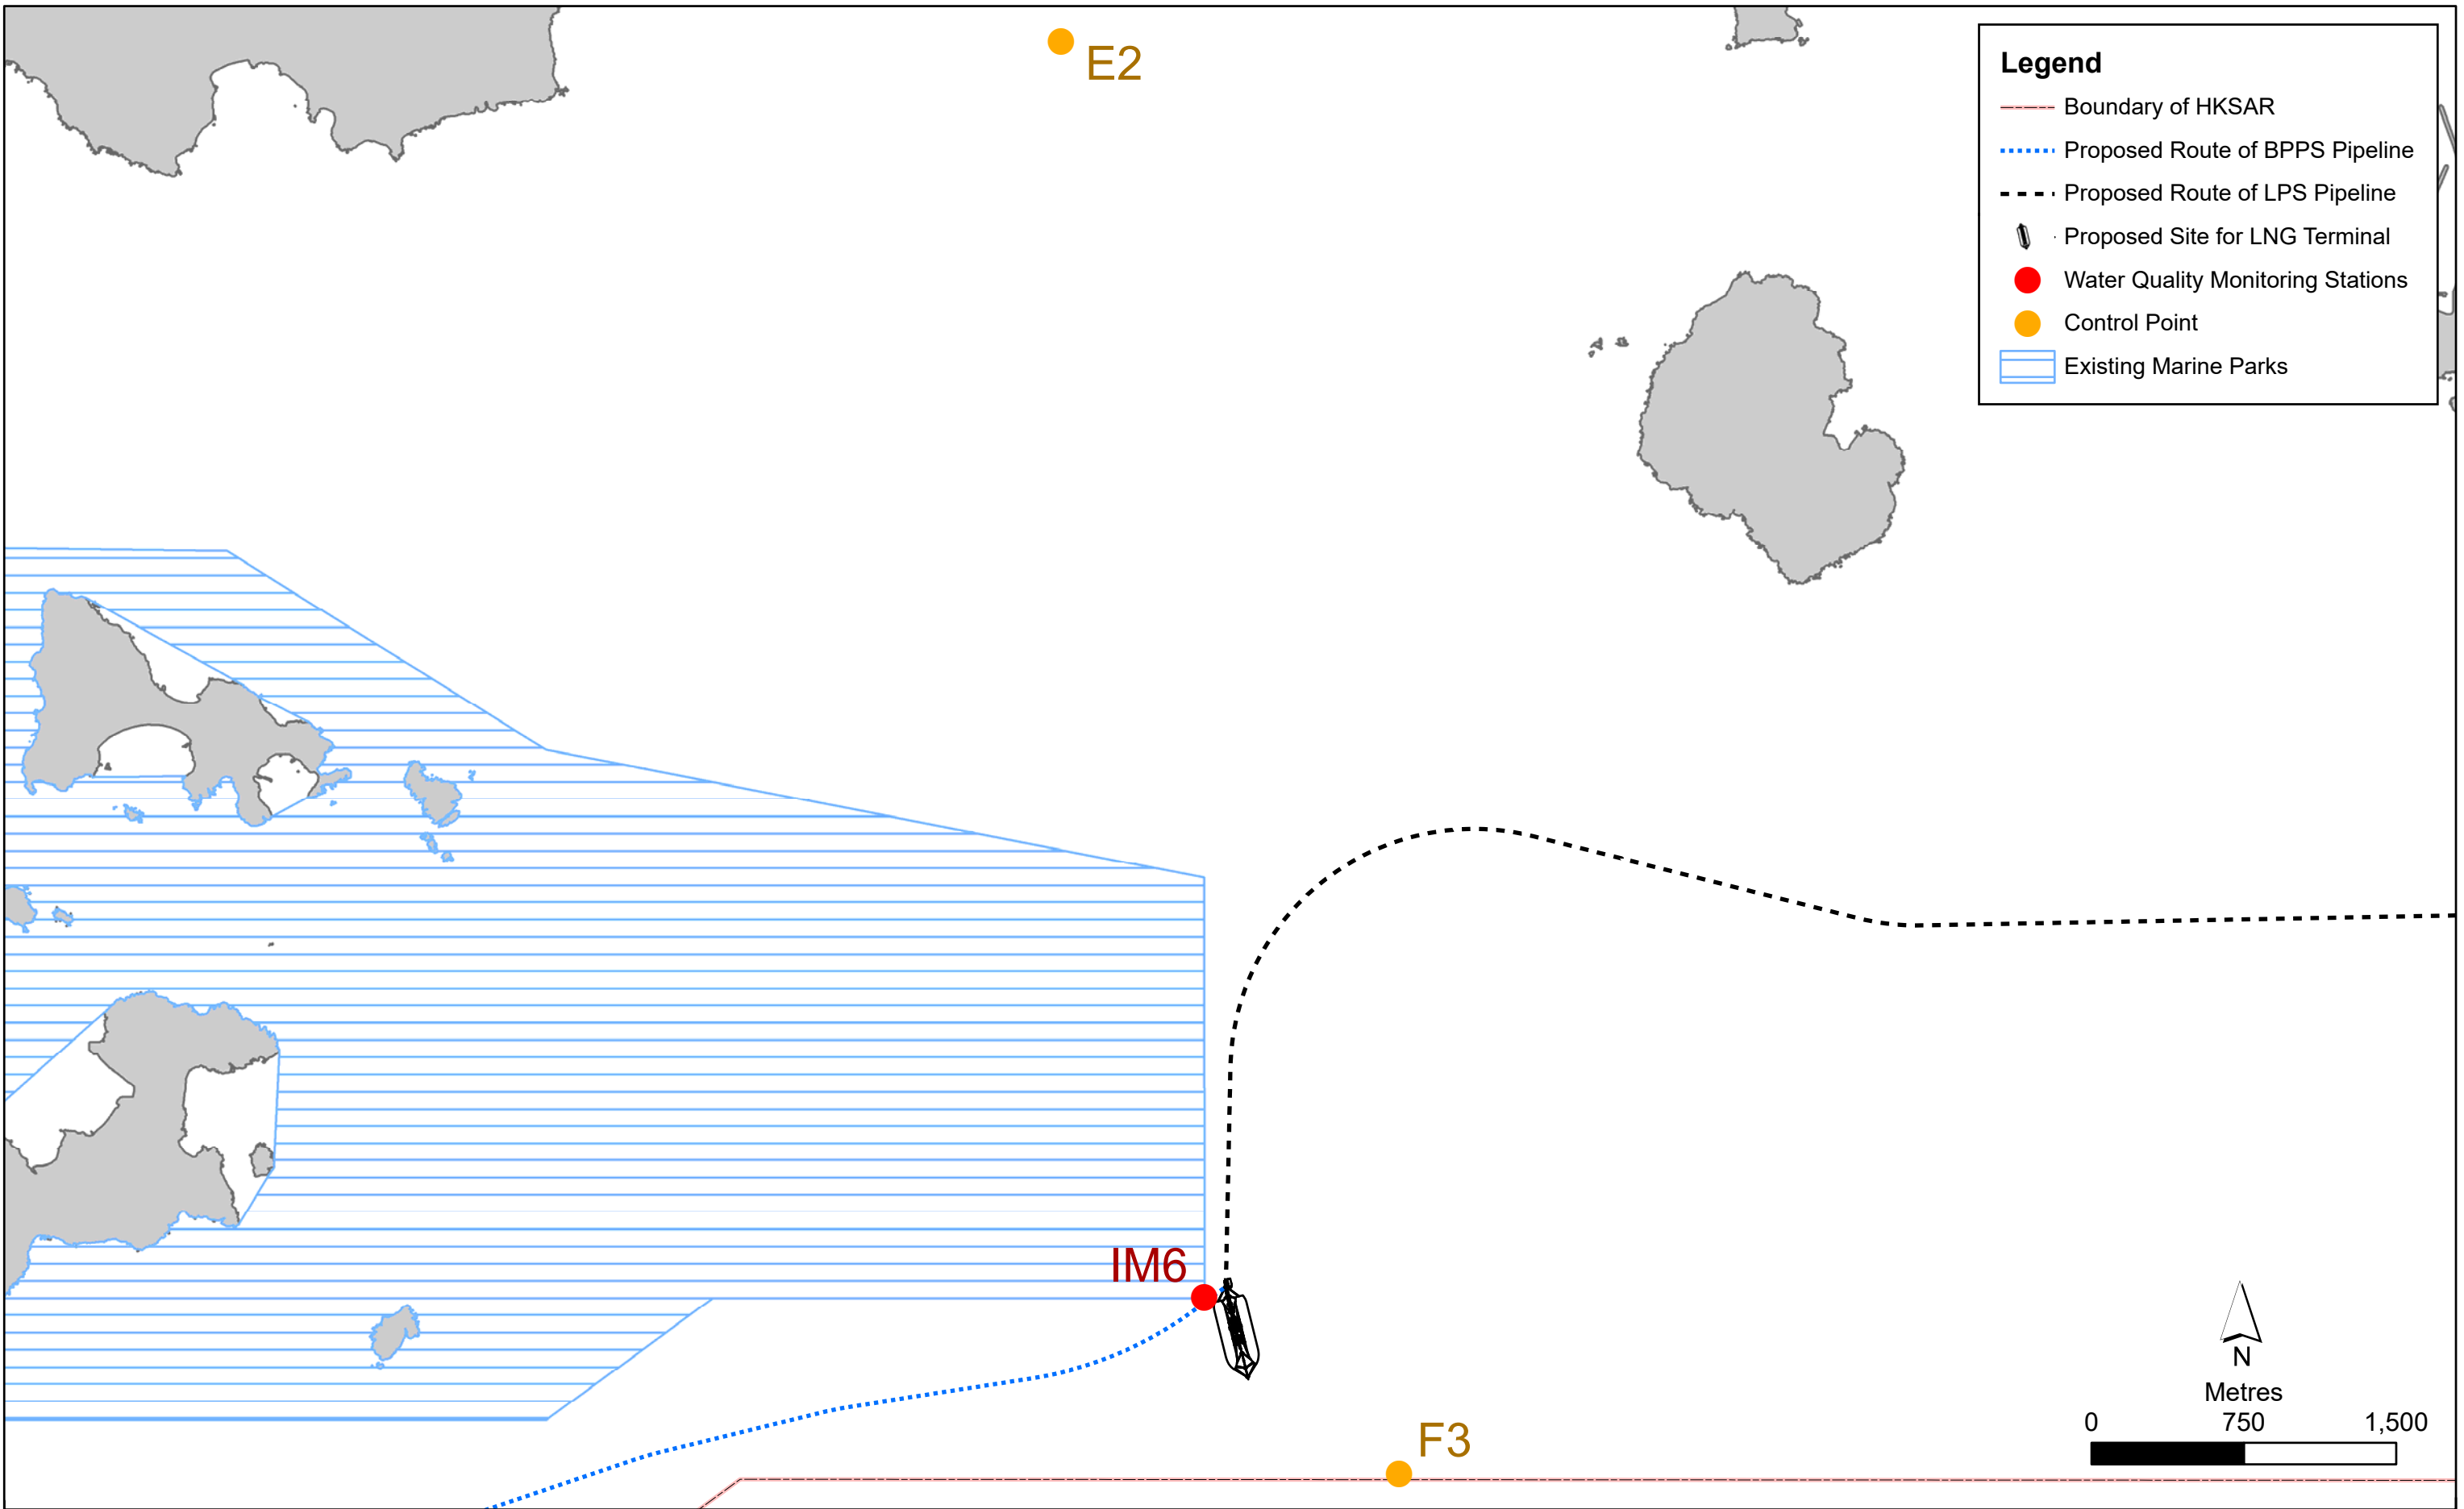 E2
Legend
Boundary of HKSAR
Proposed Route of BPPS Pipeline
Proposed Route of LPS Pipeline
Proposed Site for LNG Terminal
Water Quality Monitoring Stations
Control Point
Existing Marine Parks
IM6
F3
N
Metres
0 750 1,500